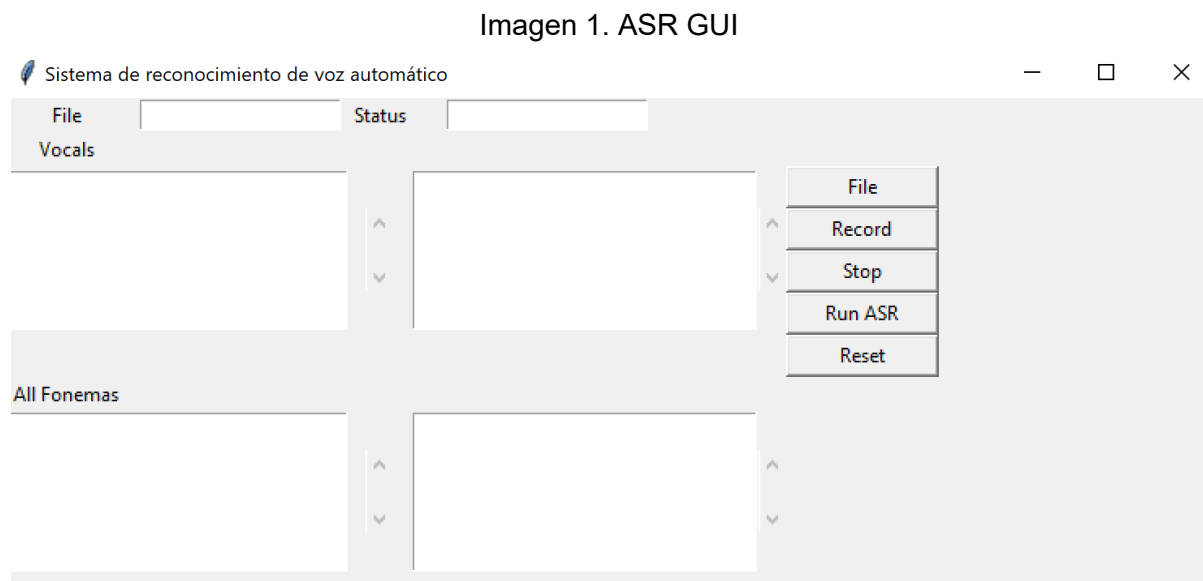 Imagen 1. ASR GUI
Sistema de reconocimiento de voz automático
File Status
Vocals
File
Record
Stop
Run ASR
Reset
All Fonemas